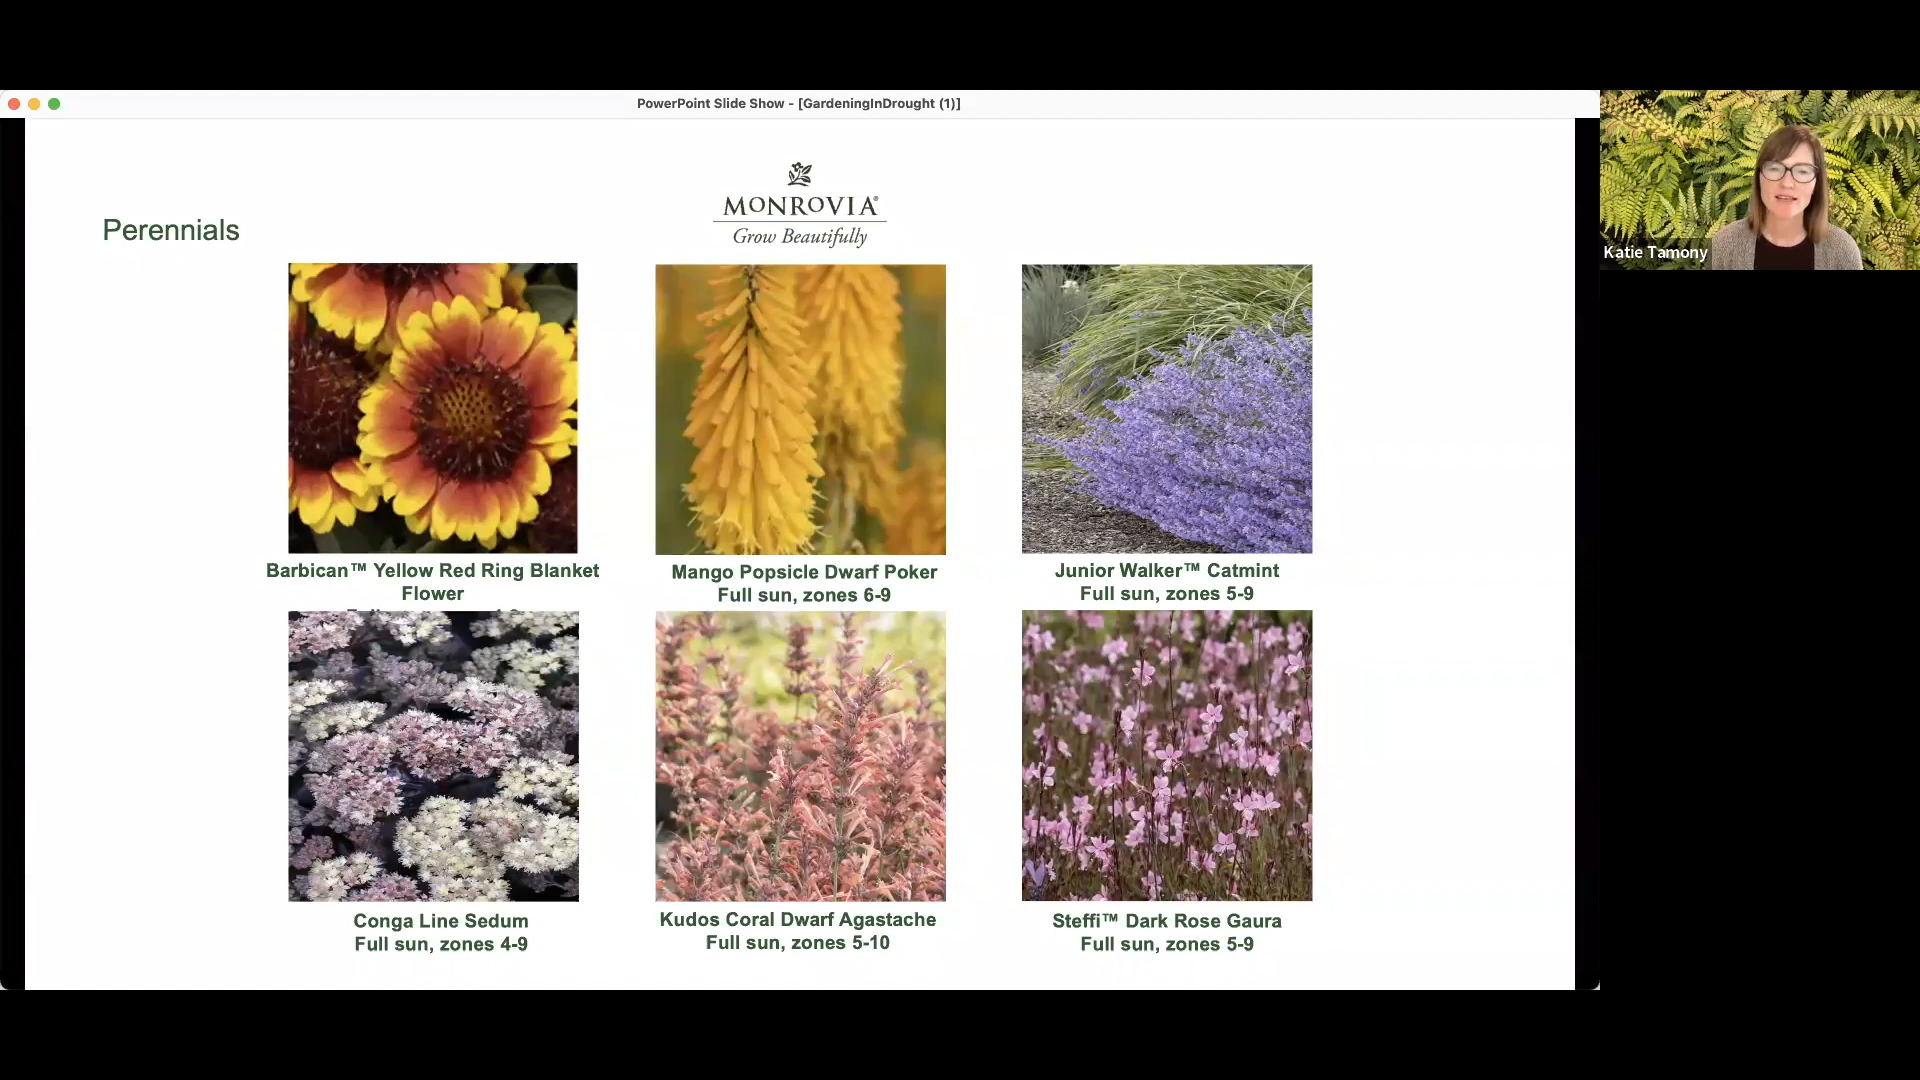 PowerPoint Slide Show - [GardeningInDrought (1)]
MONROVIA®
Grow Beautifully
Perennials
Katie Tamony
Barbican™ Yellow Red Ring Blanket
Flower
Mango Popsicle Dwarf Poker
Full sun, zones 6-9
Junior Walker™ Catmint
Full sun, zones 5-9
Conga Line Sedum
Full sun, zones 4-9
Kudos Coral Dwarf Agastache
Full sun, zones 5-10
Steffi™ Dark Rose Gaura
Full sun, zones 5-9